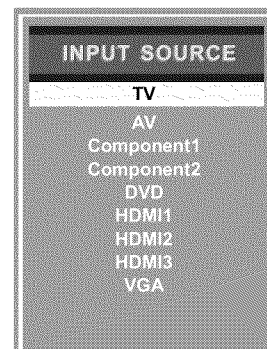 INPUT SOURCE
TV
AV
Component1
Component2
DVD
HDMI1
HDMI2
HDMI3
VGA